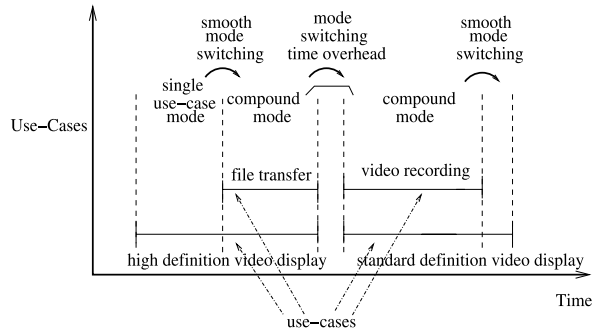 smooth
mode
switching
mode
switching
time overhead
smooth
mode
switching
single
use-case
mode
compound
mode
compound
mode
Use-Cases
file transfer
video recording
high definition video display
standard definition video display
Time
use-cases